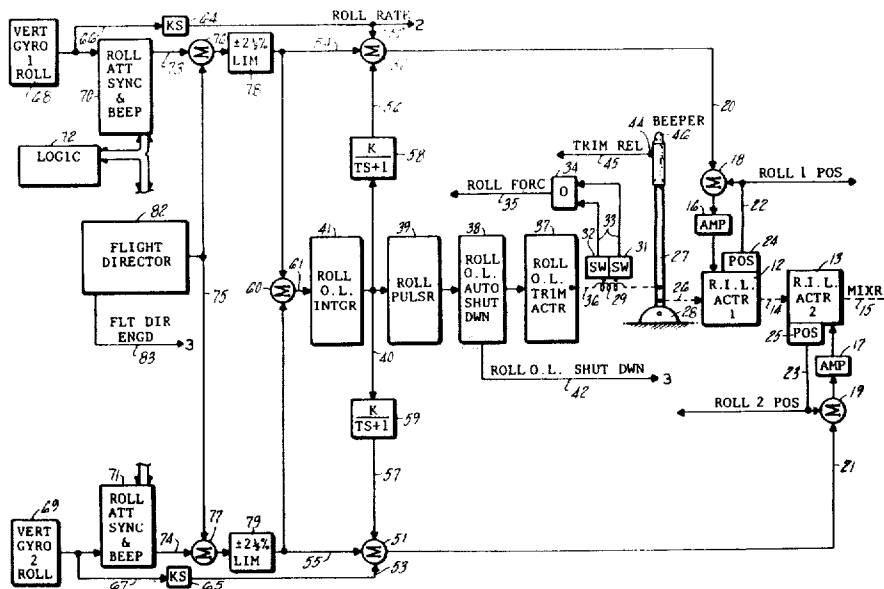 64
66
KS
ROLL RATE
2
VERT
GYRO
1
ROLL
68
ROLL
ATT
SYNC
&
BEEP
70
73
M
76
±2½%
LIM
78
54
52
M
50
56
72
LOGIC
K
TS+1
58
44
BEEPER
46
TRIM REL
45
20
34
O
ROLL FORC
35
33
32
31
SW
SW
36
29
27
26
28
18
M
ROLL 1 POS
16
AMP
22
24
POS
12
R.I.L.
ACTR
1
14
13
R.I.L.
ACTR
2
MIXR
15
25
POS
17
AMP
23
19
M
ROLL 2 POS
21
82
FLIGHT
DIRECTOR
75
FLT DIR
ENGD
83
3
60
M
61
41
ROLL
O.L.
INTGR
39
ROLL
PULSR
38
ROLL
O.L.
AUTO
SHUT
DWN
37
ROLL
O.L.
TRIM
ACTR
40
ROLL O.L. SHUT DWN
42
3
K
TS+1
59
57
71
ROLL
ATT
SYNC
&
BEEP
69
VERT
GYRO
2
ROLL
74
M
77
79
±2½%
LIM
55
M
51
53
67
KS
65